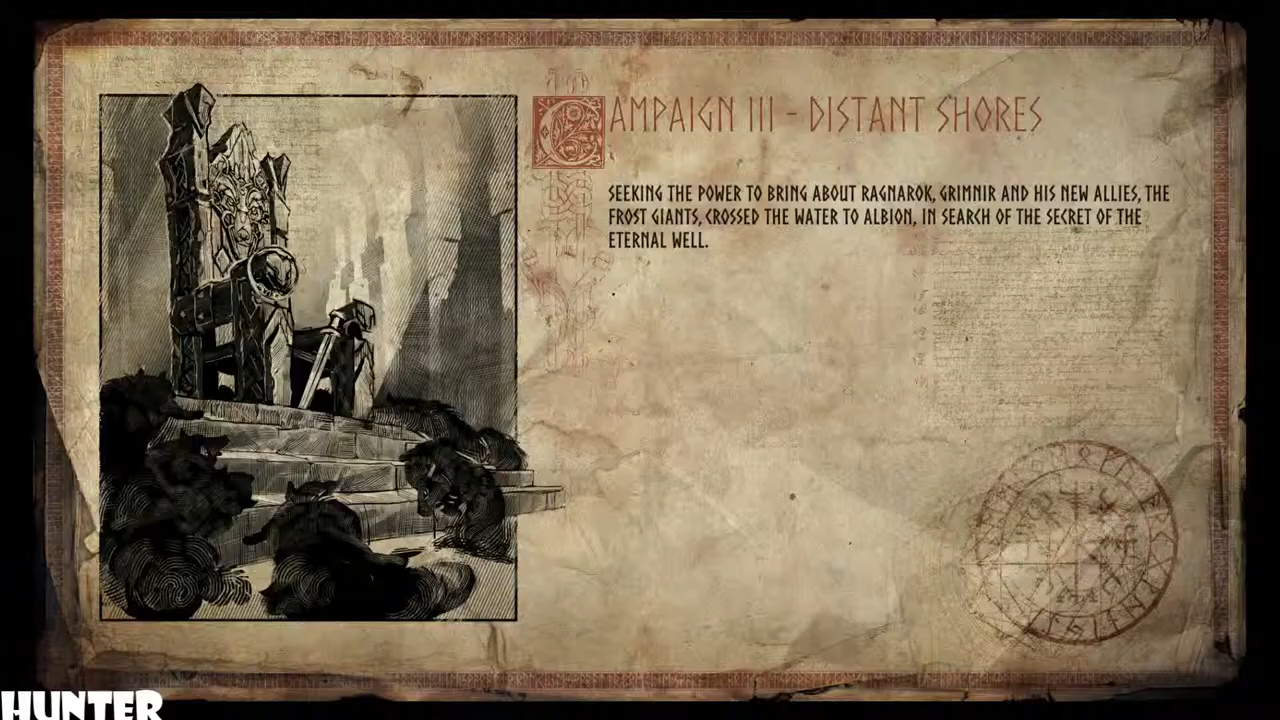 CAMPAIGN III - DISTANT SHORES
SEEKING THE POWER TO BRING ABOUT RAGNAROK, GRIMNIR AND HIS NEW ALLIES, THE
FROST GIANTS, CROSSED THE WATER TO ALBION, IN SEARCH OF THE SECRET OF THE
ETERNAL WELL.
HUNTER